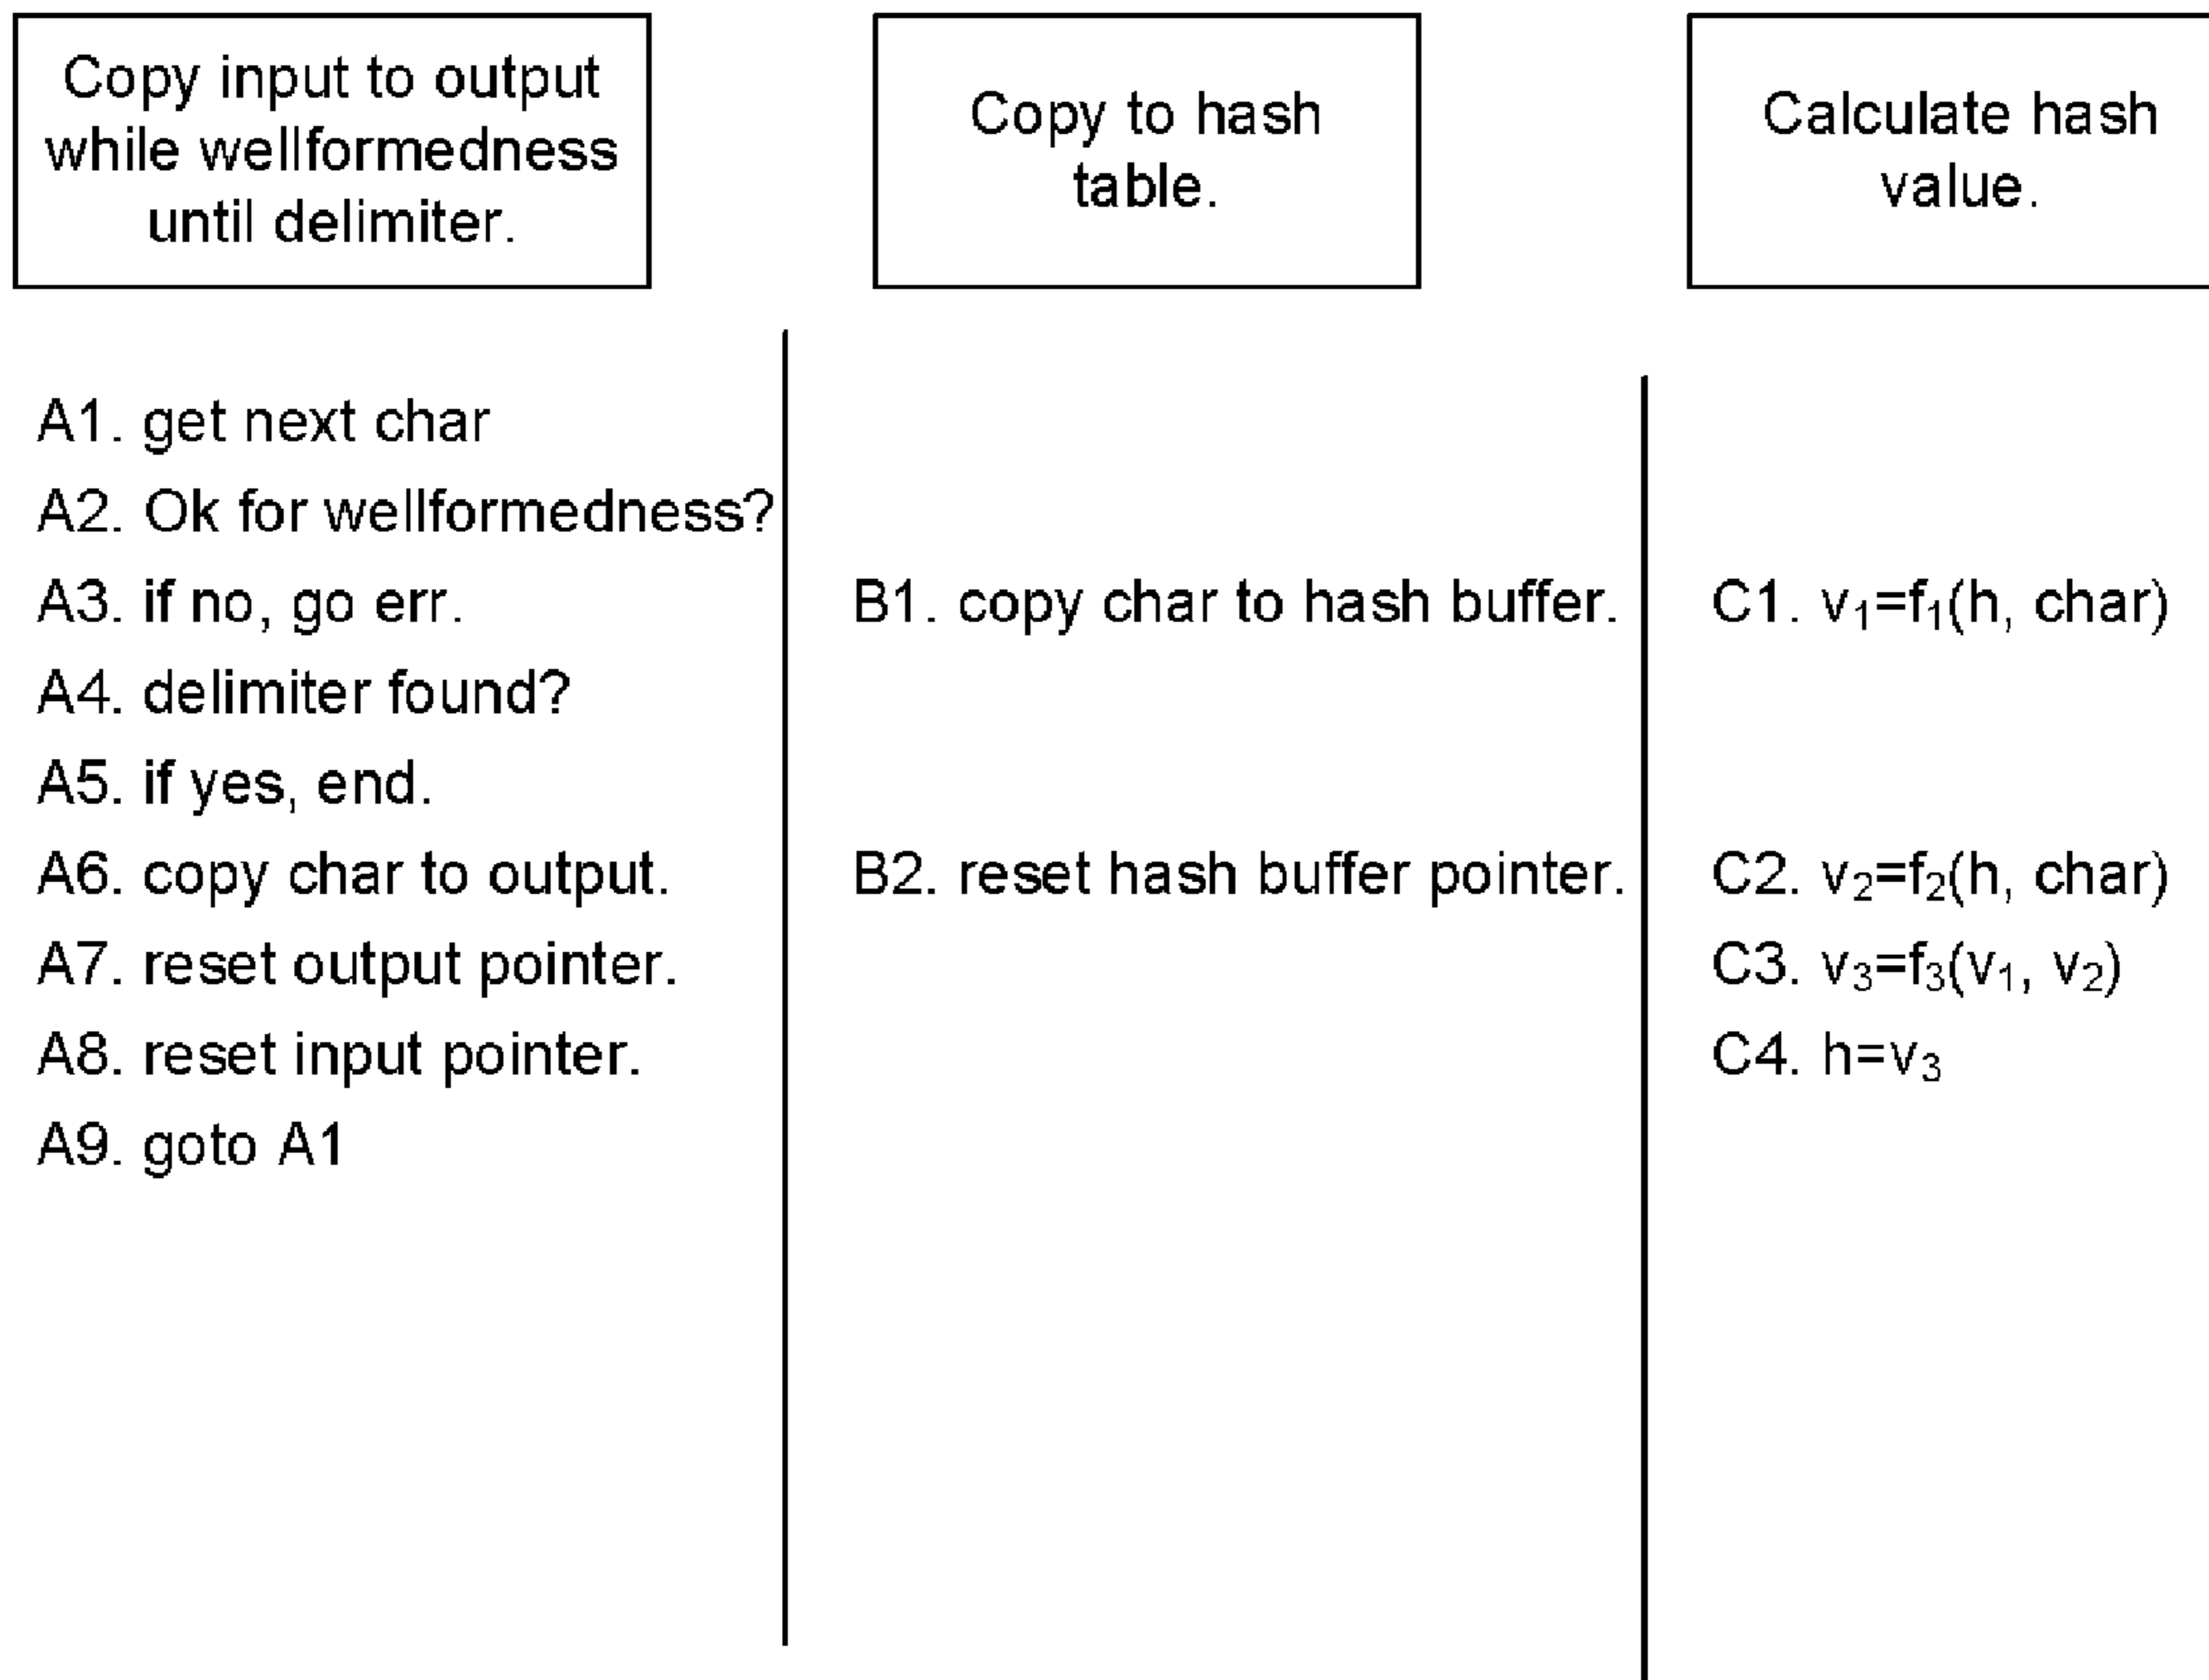 Copy input to output
while wellformedness
until delimiter.
Copy to hash
table.
Calculate hash
value.
A1. get next char
A2. Ok for wellformedness?
A3. if no, go err.
A4. delimiter found?
A5. if yes, end.
A6. copy char to output.
A7. reset output pointer.
A8. reset input pointer.
A9. goto A1
B1. copy char to hash buffer.
B2. reset hash buffer pointer.
C1. v₁=f₁(h, char)
C2. v₂=f₂(h, char)
C3. v₃=f₃(v₁, v₂)
C4. h=v₃